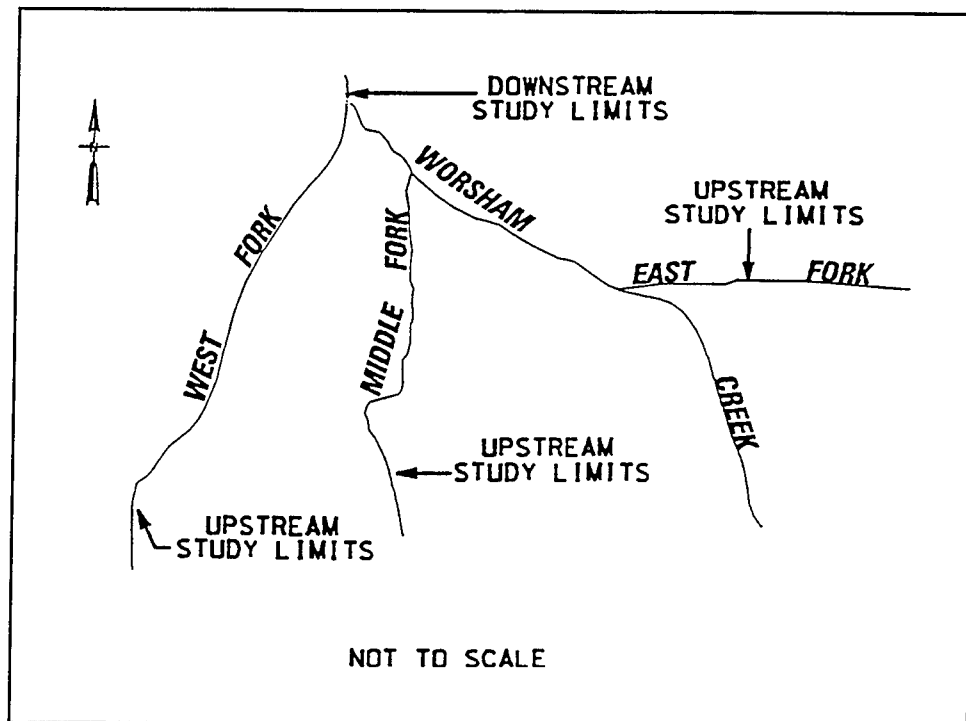 DOWNSTREAM
STUDY LIMITS
WORSHAM
UPSTREAM
STUDY LIMITS
EAST FORK
WEST FORK
MIDDLE FORK
CREEK
UPSTREAM
STUDY LIMITS
UPSTREAM
STUDY LIMITS
NOT TO SCALE